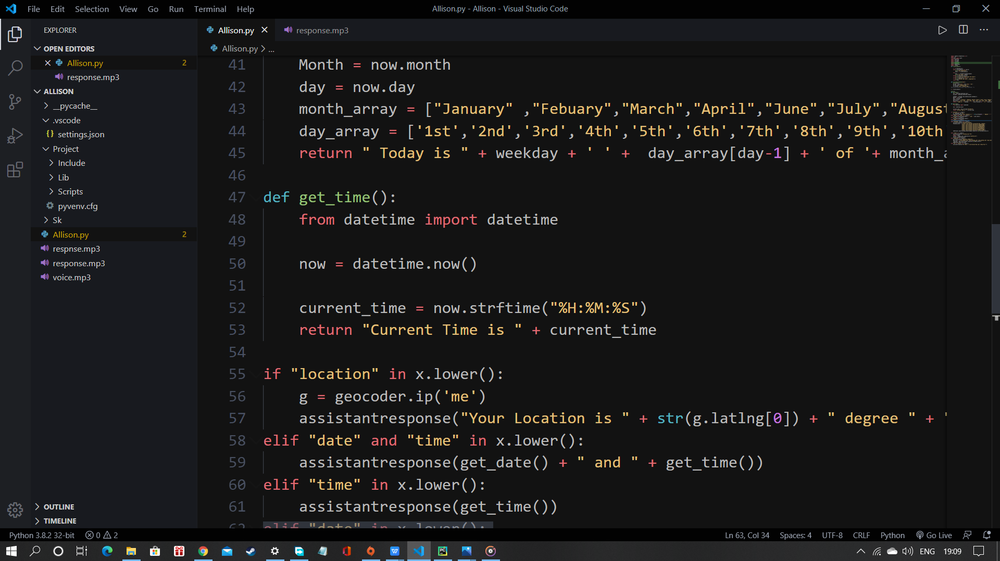 File Edit Selection View Go Run Terminal Help
Allison.py - Allison - Visual Studio Code
EXPLORER
OPEN EDITORS
Allison.py 2
response.mp3
ALLISON
__pycache__
.vscode
{} settings.json
Project
Include
Lib
Scripts
pyvenv.cfg
Sk
Allison.py 2
respnse.mp3
response.mp3
voice.mp3
OUTLINE
TIMELINE
Allison.py response.mp3
Allison.py > ...
41 Month = now.month
42 day = now.day
43 month_array = ["January" ,"Febuary","March","April","June","July","August
44 day_array = ['1st','2nd','3rd','4th','5th','6th','7th','8th','9th','10th
45 return " Today is " + weekday + ' ' +  day_array[day-1] + ' of '+ month_a
46
47 def get_time():
48 from datetime import datetime
49
50 now = datetime.now()
51
52 current_time = now.strftime("%H:%M:%S")
53 return "Current Time is " + current_time
54
55 if "location" in x.lower():
56 g = geocoder.ip('me')
57 assistantresponse("Your Location is " + str(g.latlng[0]) + " degree " + "
58 elif "date" and "time" in x.lower():
59 assistantresponse(get_date() + " and " + get_time())
60 elif "time" in x.lower():
61 assistantresponse(get_time())
62 elif "date" in x.lower():
Python 3.8.2 32-bit 0 2
Ln 63, Col 34 Spaces: 4 UTF-8 CRLF Python Go Live
ENG 19:09